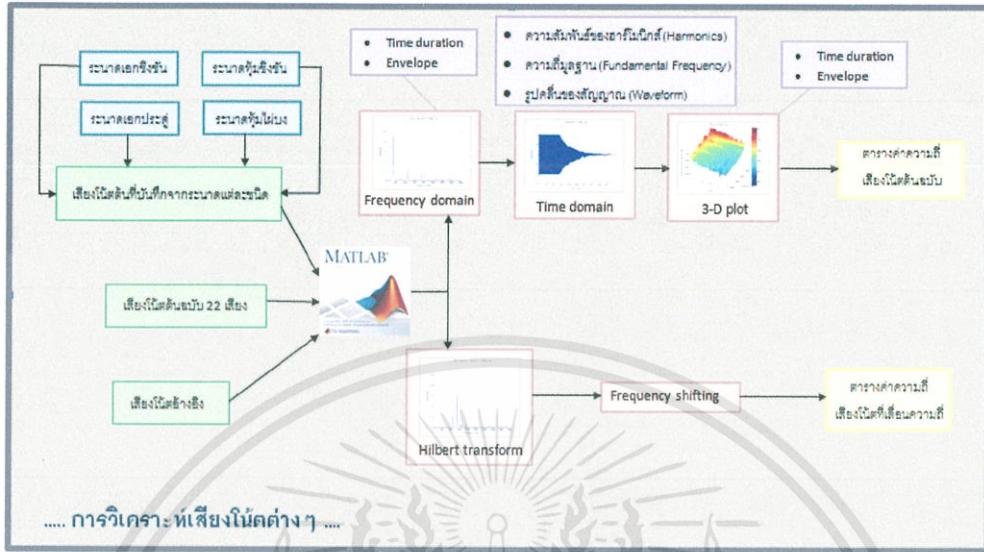 Time duration
Envelope
ความสัมพันธ์ของฮาร์โมนิกส์ (Harmonics)
ความถี่มูลฐาน (Fundamental Frequency)
รูปคลื่นของสัญญาณ (Waveform)
Time duration
Envelope
ระนาดเอกชิงชัน
ระนาดทุ้มชิงชัน
ระนาดเอกประดู่
ระนาดทุ้มไผ่บง
เสียงโน้ตต้นที่บันทึกจากระนาดแต่ละชนิด
Frequency domain
Time domain
3-D plot
ตารางค่าความถี่
เสียงโน้ตต้นฉบับ
MATLAB
เสียงโน้ตต้นฉบับ 22 เสียง
เสียงโน้ตอ้างอิง
Hilbert transform
Frequency shifting
ตารางค่าความถี่
เสียงโน้ตที่เลื่อนความถี่
..... การวิเคราะห์เสียงโน้ตต่าง ๆ ....